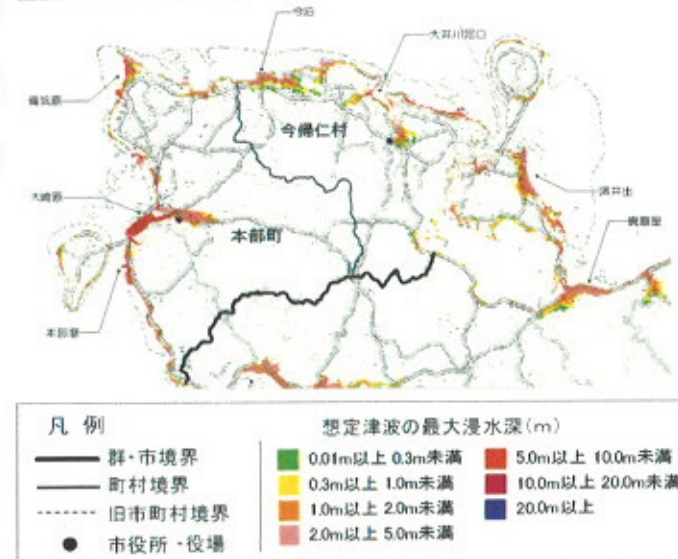 今泊
大井川河口
備瀬原
今帰仁村
大崎原
本部町
本部港
凡 例
群・市境界
町村境界
旧市町村境界
市役所・役場
想定津波の最大浸水深(m)
0.01m以上 0.3m未満
0.3m以上 1.0m未満
1.0m以上 2.0m未満
2.0m以上 5.0m未満
5.0m以上 10.0m未満
10.0m以上 20.0m未満
20.0m以上